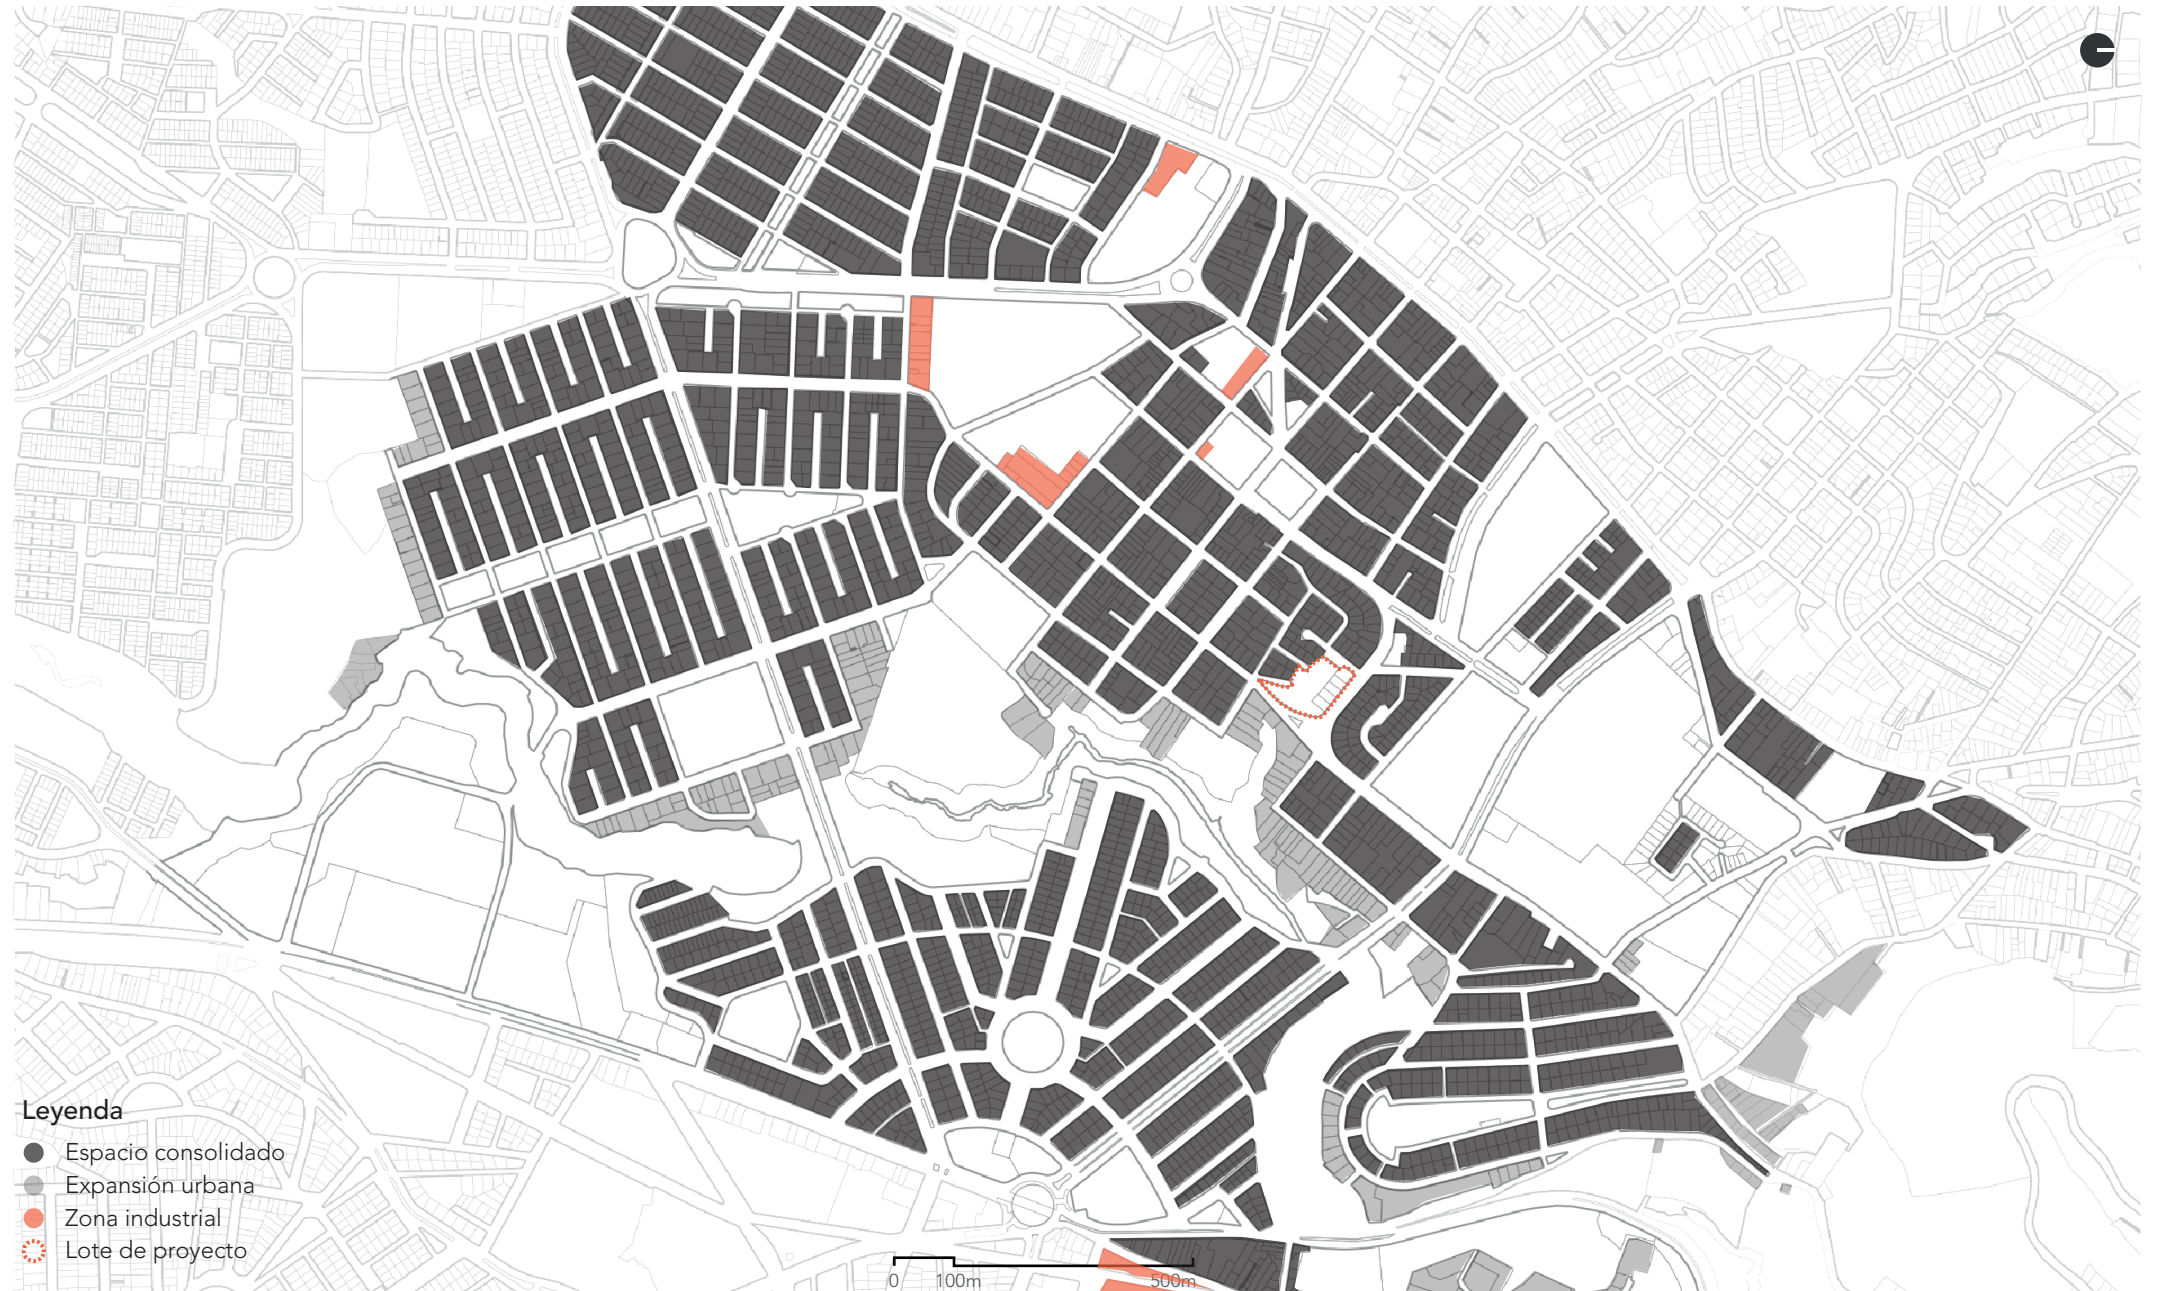 Leyenda
Espacio consolidado
Expansión urbana
Zona industrial
Lote de proyecto
0 100m 500m